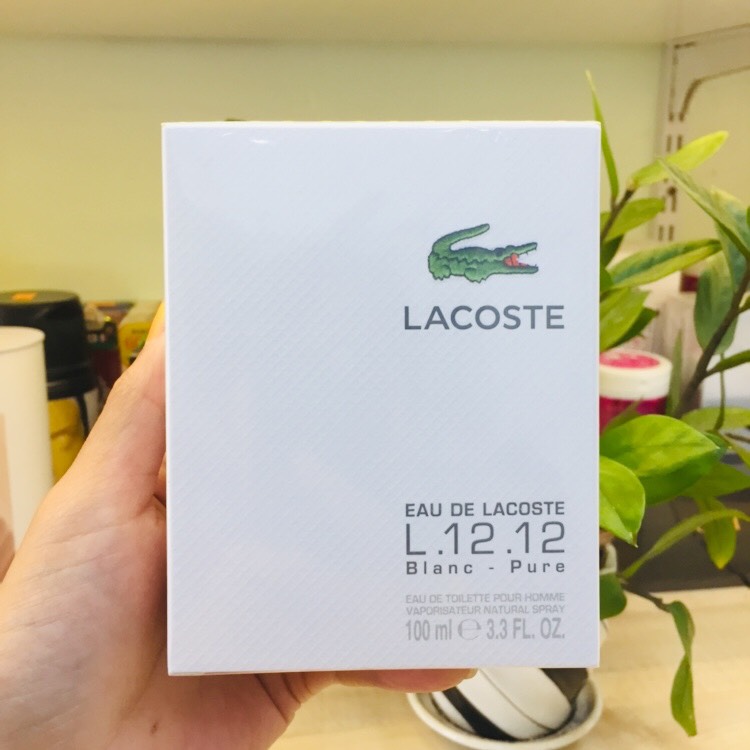 LACOSTE
EAU DE LACOSTE
L.12.12
Blanc - Pure
EAU DE TOILETTE POUR HOMME
VAPORISATEUR NATURAL SPRAY
100 ml ℮ 3.3 FL. OZ.